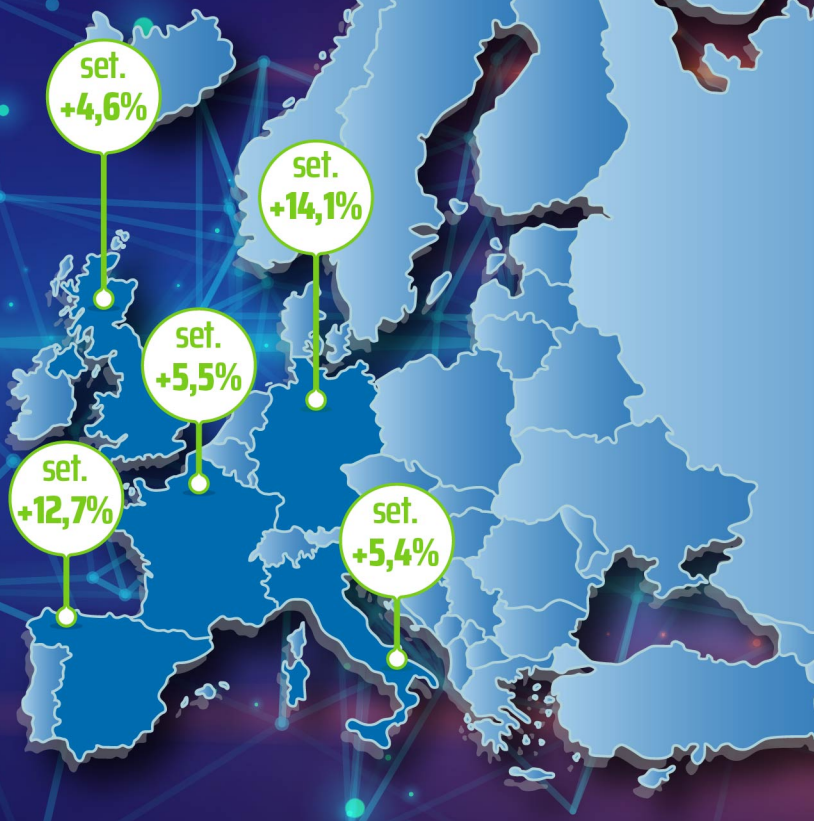 set.
+4,6%
set.
+14,1%
set.
+5,5%
set.
+12,7%
set.
+5,4%